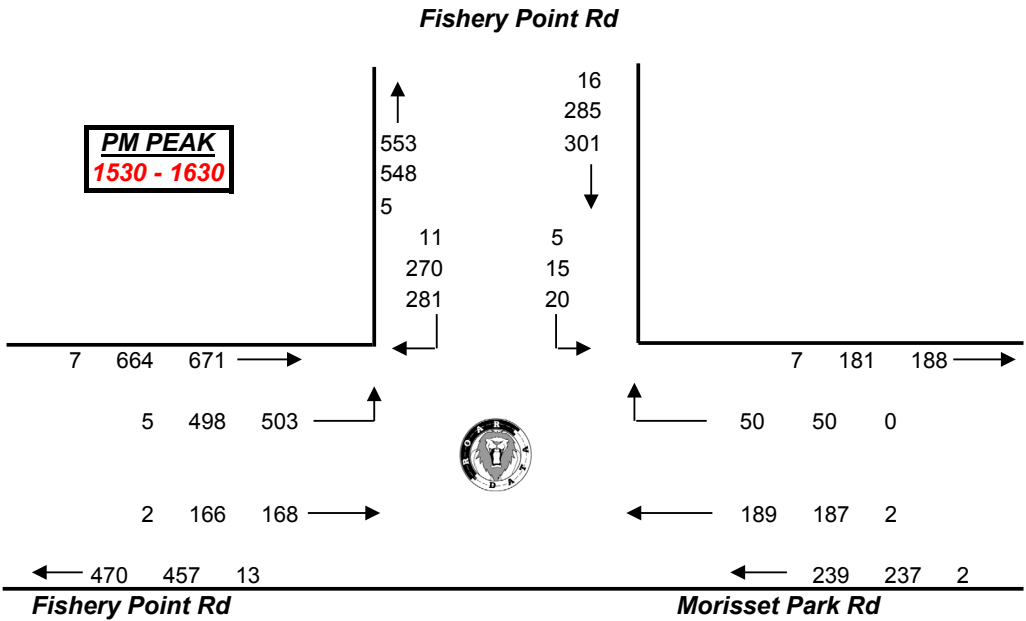 Fishery Point Rd
16
285
PM PEAK
553
301
1530 - 1630
548
5
11
5
270
15
281
20
7 664 671
7 181 188
5 498 503
50 50 0
ROAR DATA
2 166 168
189 187 2
470 457 13
239 237 2
Fishery Point Rd
Morisset Park Rd